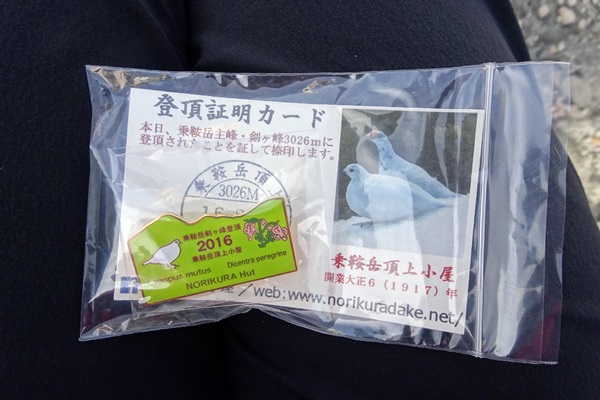 登頂証明カード
本日、乗鞍岳主峰・剣ヶ峰3026mに
登頂されたことを証して捺印します。
乗鞍岳頂上
3026M
乗鞍岳剣ヶ峰登頂
2016
乗鞍岳頂上小屋
mutus Dicentra peregrine
NORIKURA Hut
乗鞍岳頂上小屋
開業大正6(1917)年
/web:www.norikuradake.net/